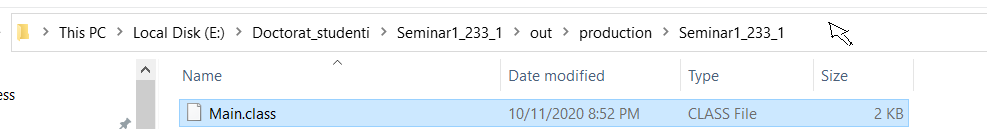 This PC > Local Disk (E:) > Doctorat_studenti > Seminar1_233_1 > out > production > Seminar1_233_1
ess
Name Date modified Type Size
Main.class 10/11/2020 8:52 PM CLASS File 2 KB